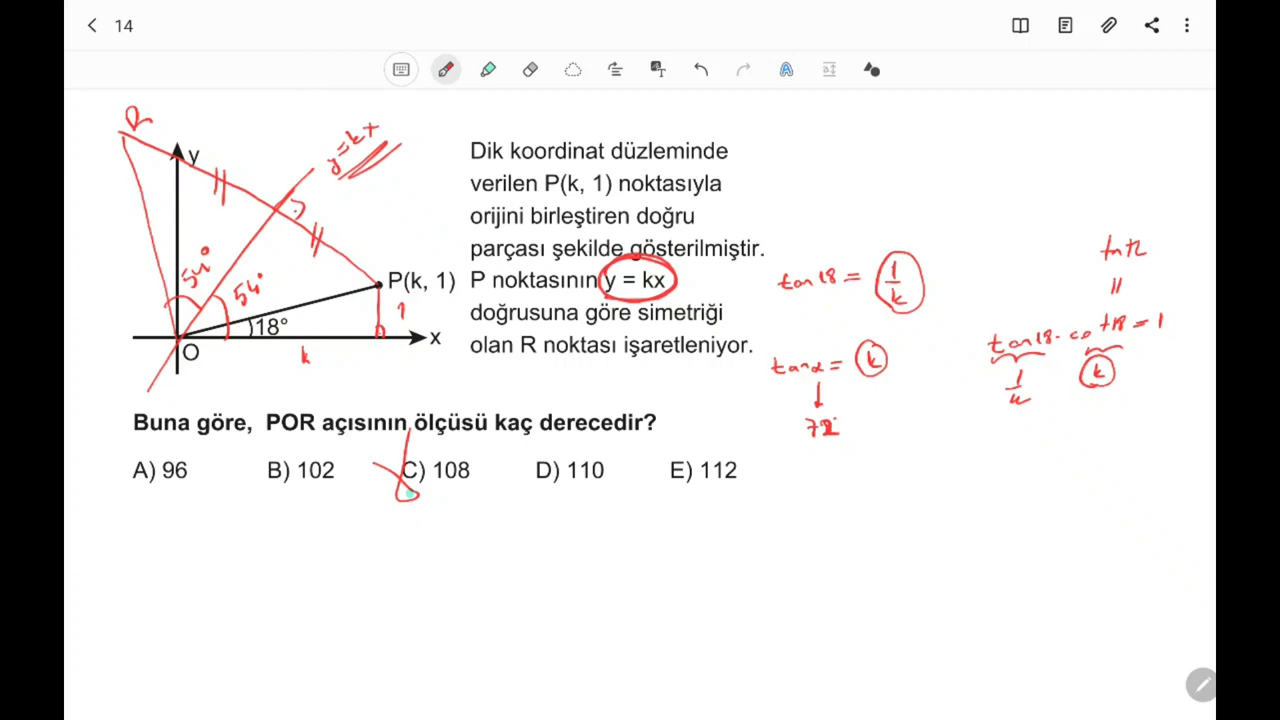 14
R
y
y=kx
54°
54°
P(k, 1)
1
18°
x
O
k
Dik koordinat düzleminde
verilen P(k, 1) noktasıyla
orijini birleştiren doğru
parçası şekilde gösterilmiştir.
P noktasının y = kx
doğrusuna göre simetriği
olan R noktası işaretleniyor.
tan18 = 1/k
tanα = k
72
tan72
=
tan18 · cot18 = 1
1/k
k
Buna göre, POR açısının ölçüsü kaç derecedir?
A) 96 B) 102 C) 108 D) 110 E) 112